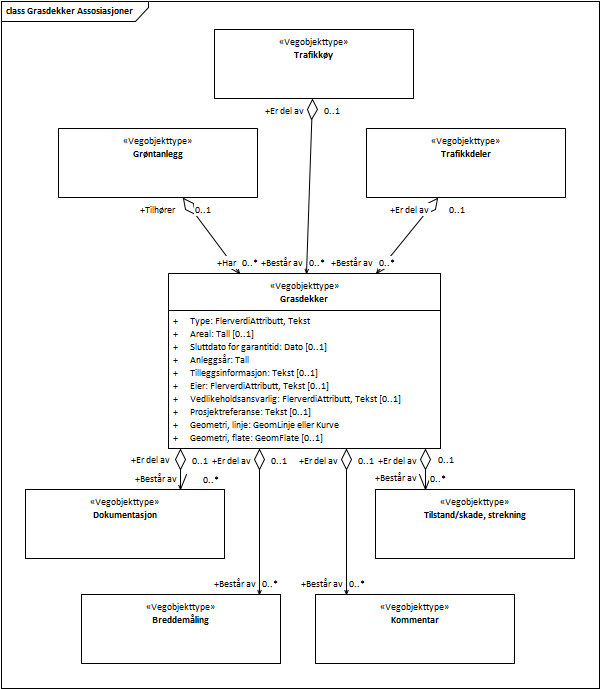 class Grasdekker Assosiasjoner
«Vegobjekttype»
Trafikkøy
+Er del av 0..1
«Vegobjekttype»
Grøntanlegg
«Vegobjekttype»
Trafikkdeler
+Tilhører 0..1
+Er del av 0..1
+Har 0..* +Består av 0..* +Består av 0..*
«Vegobjekttype»
Grasdekker
+ Type: FlerverdiAttributt, Tekst
+ Areal: Tall [0..1]
+ Sluttdato for garantitid: Dato [0..1]
+ Anleggsår: Tall
+ Tilleggsinformasjon: Tekst [0..1]
+ Eier: FlerverdiAttributt, Tekst [0..1]
+ Vedlikeholdsansvarlig: FlerverdiAttributt, Tekst [0..1]
+ Prosjektreferanse: Tekst [0..1]
+ Geometri, linje: GeomLinje eller Kurve
+ Geometri, flate: GeomFlate [0..1]
+Er del av 0..1 +Er del av 0..1 +Er del av 0..1 +Er del av 0..1
+Består av 0..* +Består av 0..*
«Vegobjekttype»
Dokumentasjon
«Vegobjekttype»
Tilstand/skade, strekning
+Består av 0..* +Består av 0..*
«Vegobjekttype»
Breddemåling
«Vegobjekttype»
Kommentar